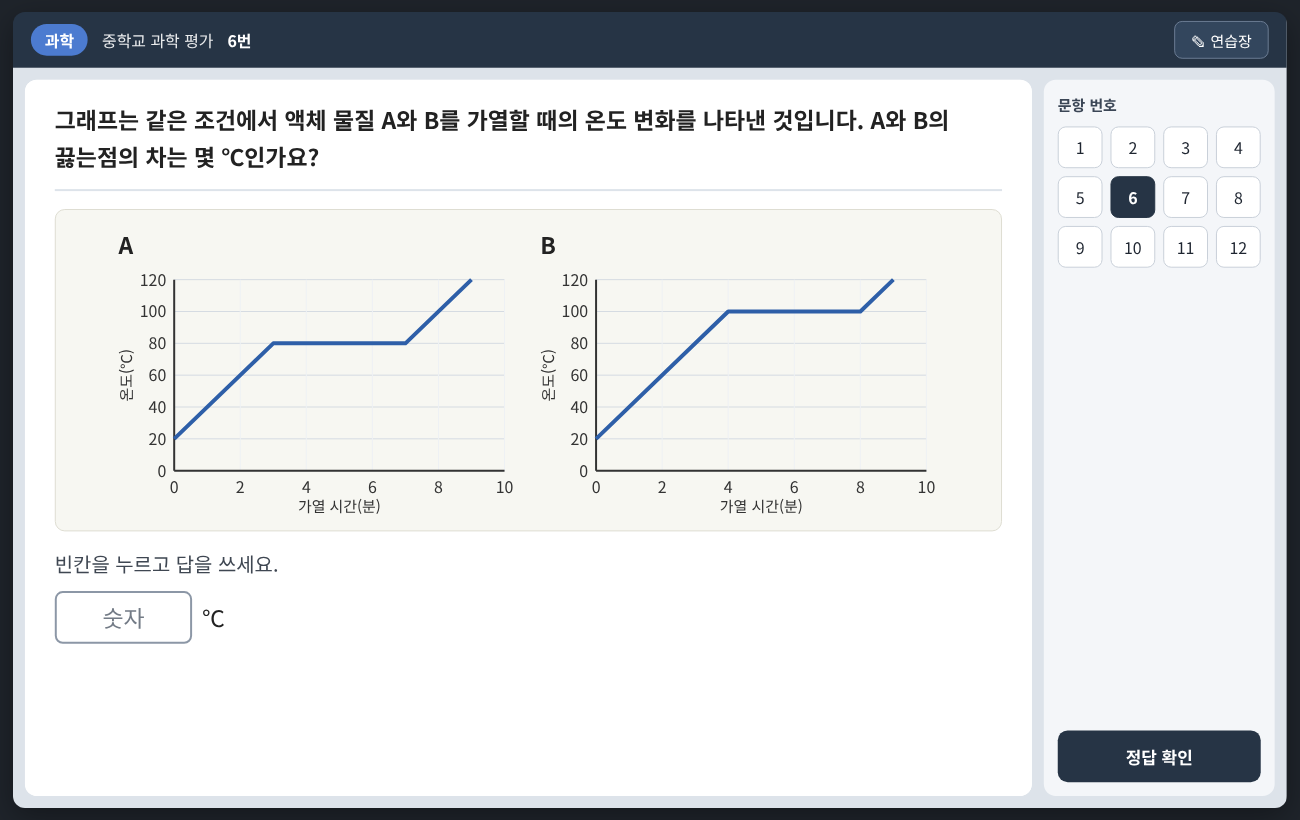 과학 중학교 과학 평가 6번
✎ 연습장
그래프는 같은 조건에서 액체 물질 A와 B를 가열할 때의 온도 변화를 나타낸 것입니다. A와 B의
끓는점의 차는 몇 ℃인가요?
A
120
100
80
60
40
20
0
온도(℃)
0 2 4 6 8 10
가열 시간(분)
B
120
100
80
60
40
20
0
온도(℃)
0 2 4 6 8 10
가열 시간(분)
빈칸을 누르고 답을 쓰세요.
숫자 ℃
문항 번호
1 2 3 4
5 6 7 8
9 10 11 12
정답 확인